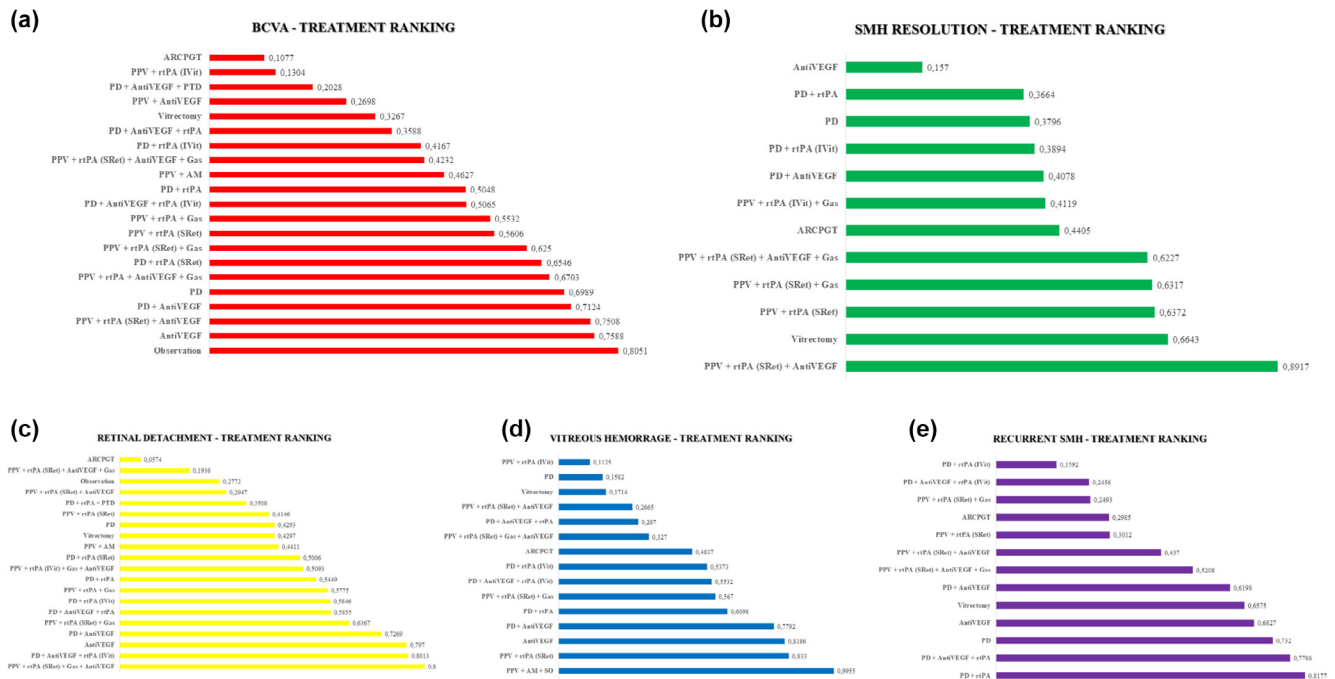 (a)
BCVA - TREATMENT RANKING
ARCPGT 0,1077
PPV + rtPA (IVit) 0,1304
PD + AntiVEGF + PTD 0,2028
PPV + AntiVEGF 0,2698
Vitrectomy 0,3267
PD + AntiVEGF + rtPA 0,3588
PD + rtPA (IVit) 0,4167
PPV + rtPA (SRet) + AntiVEGF + Gas 0,4232
PPV + AM 0,4627
PD + rtPA 0,5048
PD + AntiVEGF + rtPA (IVit) 0,5065
PPV + rtPA + Gas 0,5532
PPV + rtPA (SRet) 0,5606
PPV + rtPA (SRet) + Gas 0,625
PD + rtPA (SRet) 0,6546
PPV + rtPA + AntiVEGF + Gas 0,6703
PD 0,6989
PD + AntiVEGF 0,7124
PPV + rtPA (SRet) + AntiVEGF 0,7508
AntiVEGF 0,7588
Observation 0,8051
(b)
SMH RESOLUTION - TREATMENT RANKING
AntiVEGF 0,157
PD + rtPA 0,3664
PD 0,3796
PD + rtPA (IVit) 0,3894
PD + AntiVEGF 0,4078
PPV + rtPA (IVit) + Gas 0,4119
ARCPGT 0,4405
PPV + rtPA (SRet) + AntiVEGF + Gas 0,6227
PPV + rtPA (SRet) + Gas 0,6317
PPV + rtPA (SRet) 0,6372
Vitrectomy 0,6643
PPV + rtPA (SRet) + AntiVEGF 0,8917
(c)
RETINAL DETACHMENT - TREATMENT RANKING
ARCPGT 0,0574
PPV + rtPA (SRet) + AntiVEGF + Gas 0,1936
Observation 0,2772
PPV + rtPA (SRet) + AntiVEGF 0,2947
PD + rtPA + PTD 0,3508
PPV + rtPA (SRet) 0,4146
PD 0,4293
Vitrectomy 0,4297
PPV + AM 0,4411
PD + rtPA (SRet) 0,5006
PPV + rtPA (IVit) + Gas + AntiVEGF 0,5093
PD + rtPA 0,5449
PPV + rtPA + Gas 0,5775
PD + rtPA (IVit) 0,5846
PD + AntiVEGF + rtPA 0,5855
PPV + rtPA (SRet) + Gas 0,6367
PD + AntiVEGF 0,7269
AntiVEGF 0,797
PD + AntiVEGF + rtPA (IVit) 0,8013
PPV + rtPA (SRet) + Gas + AntiVEGF 0,8
(d)
VITREOUS HEMORRHAGE - TREATMENT RANKING
PPV + rtPA (IVit) 0,1125
PD 0,1582
Vitrectomy 0,1714
PPV + rtPA (SRet) + AntiVEGF 0,2665
PD + AntiVEGF + rtPA 0,287
PPV + rtPA (SRet) + Gas + AntiVEGF 0,327
ARCPGT 0,4837
PD + rtPA (IVit) 0,5373
PD + AntiVEGF + rtPA (IVit) 0,5532
PPV + rtPA (SRet) + Gas 0,567
PD + rtPA 0,6098
PD + AntiVEGF 0,7792
AntiVEGF 0,8186
PPV + rtPA (SRet) 0,833
PPV + AM + SO 0,9955
(e)
RECURRENT SMH - TREATMENT RANKING
PD + rtPA (IVit) 0,1592
PD + AntiVEGF + rtPA (IVit) 0,2456
PPV + rtPA (SRet) + Gas 0,2493
ARCPGT 0,2985
PPV + rtPA (SRet) 0,3012
PPV + rtPA (SRet) + AntiVEGF 0,437
PPV + rtPA (SRet) + AntiVEGF + Gas 0,5208
PD + AntiVEGF 0,6198
Vitrectomy 0,6575
AntiVEGF 0,6827
PD 0,732
PD + AntiVEGF + rtPA 0,7786
PD + rtPA 0,8177